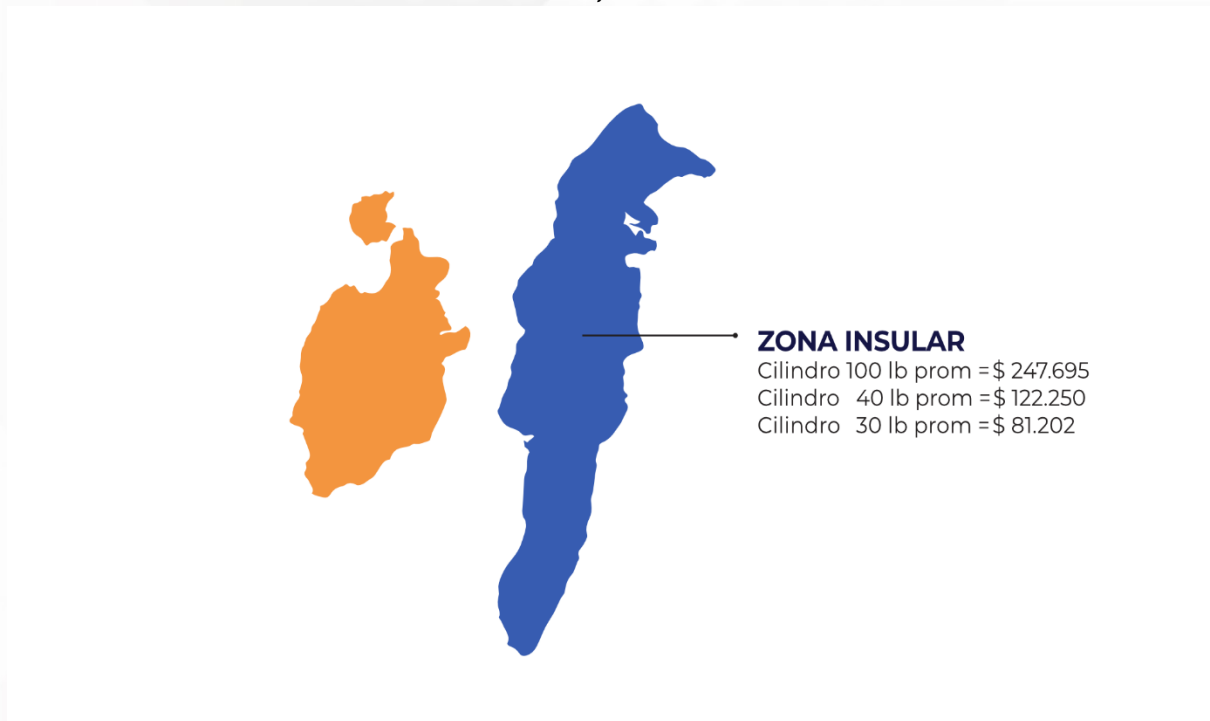 ZONA INSULAR
Cilindro 100 lb prom =$ 247.695
Cilindro 40 lb prom =$ 122.250
Cilindro 30 lb prom =$ 81.202